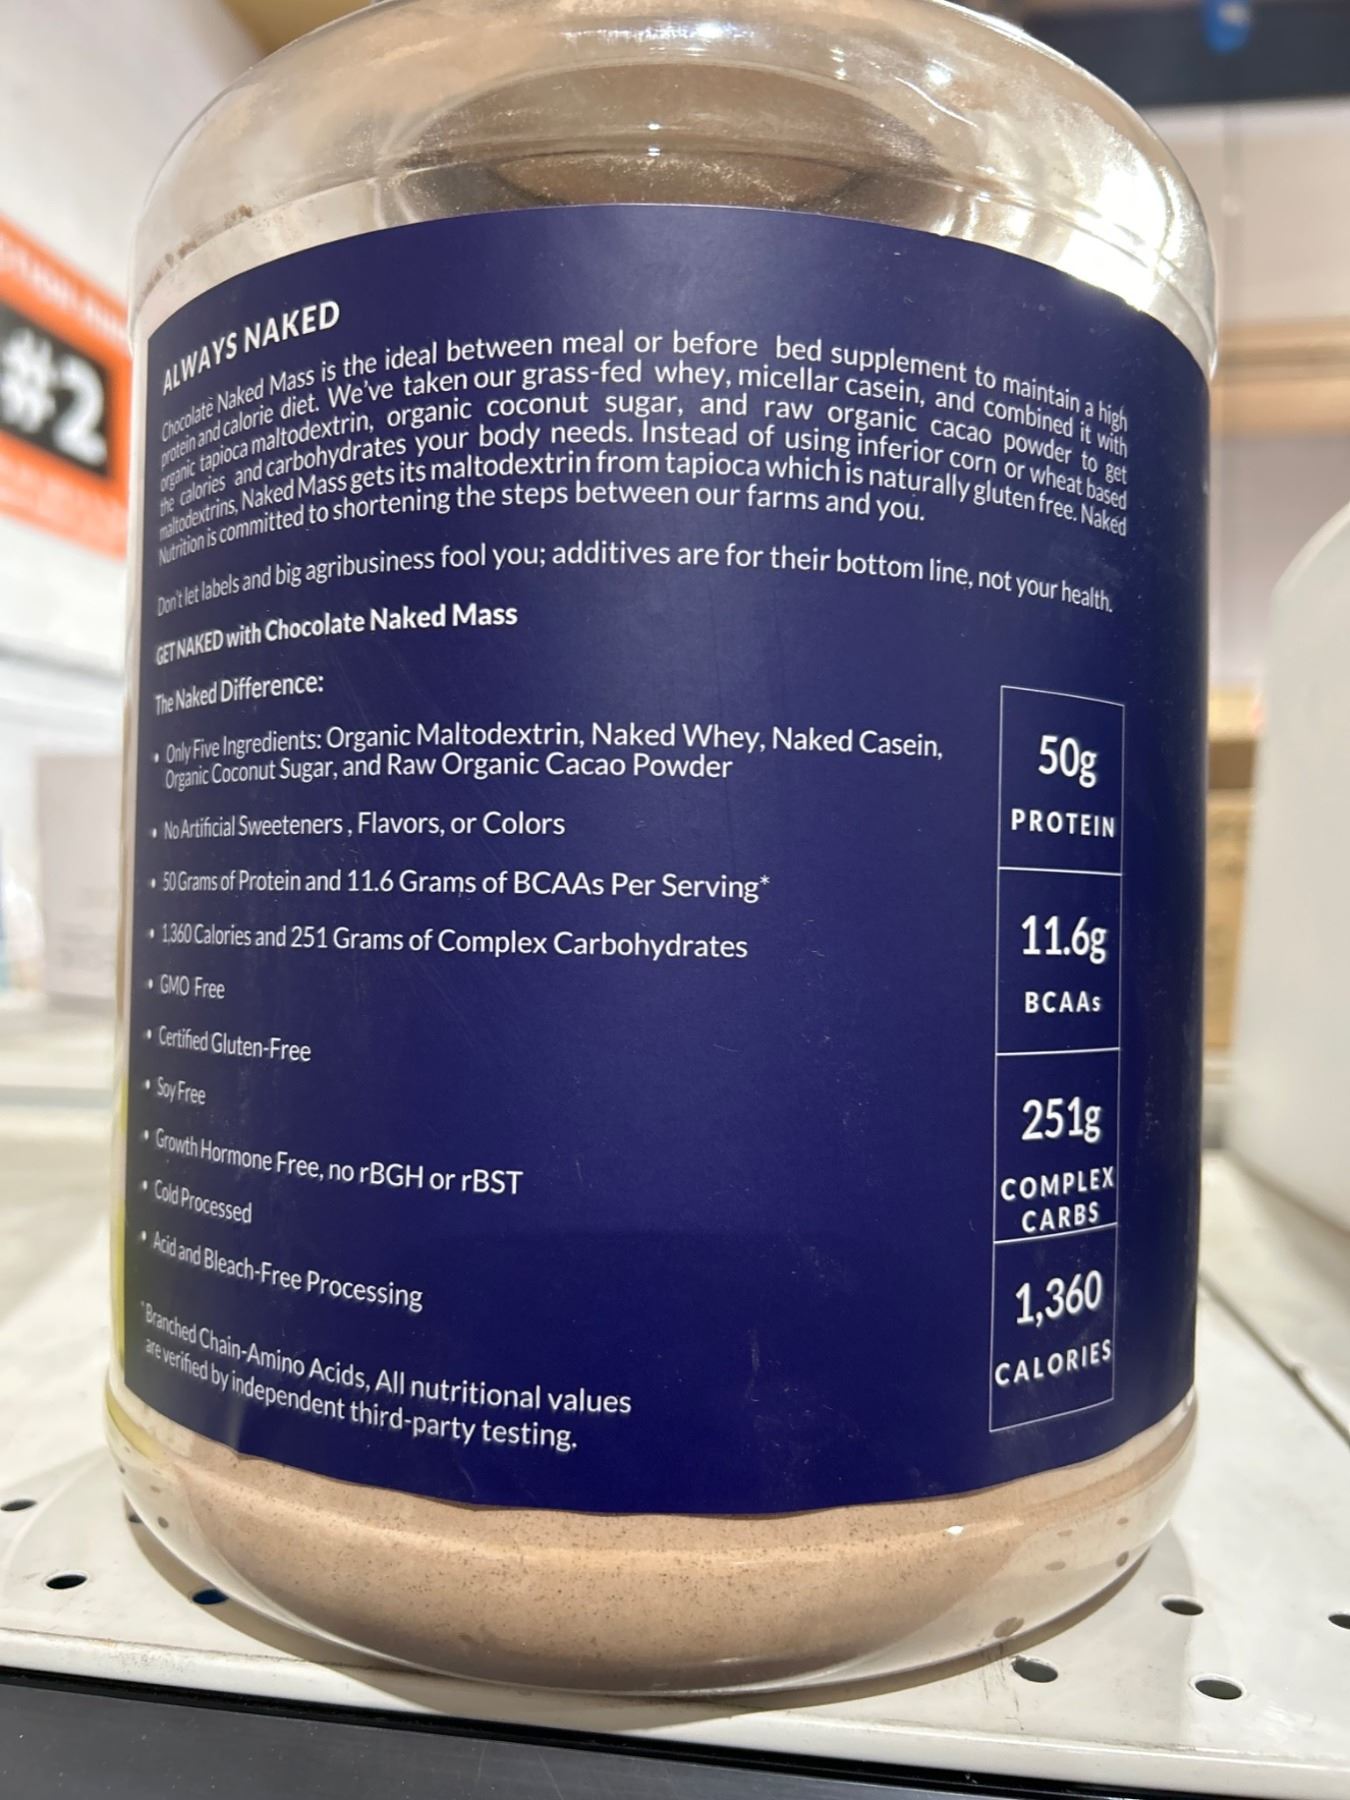 #2
ALWAYS NAKED
Chocolate Naked Mass is the ideal between meal or before bed supplement to maintain a high
protein and calorie diet. We've taken our grass-fed whey, micellar casein, and combined it with
organic tapioca maltodextrin, organic coconut sugar, and raw organic cacao powder to get
the calories and carbohydrates your body needs. Instead of using inferior corn or wheat based
maltodextrins, Naked Mass gets its maltodextrin from tapioca which is naturally gluten free. Naked
Nutrition is committed to shortening the steps between our farms and you.
Don't let labels and big agribusiness fool you; additives are for their bottom line, not your health.
GET NAKED with Chocolate Naked Mass
The Naked Difference:
• Only Five Ingredients: Organic Maltodextrin, Naked Whey, Naked Casein,
Organic Coconut Sugar, and Raw Organic Cacao Powder
• No Artificial Sweeteners , Flavors, or Colors
• 50 Grams of Protein and 11.6 Grams of BCAAs Per Serving*
• 1,360 Calories and 251 Grams of Complex Carbohydrates
• GMO Free
• Certified Gluten-Free
• Soy Free
• Growth Hormone Free, no rBGH or rBST
• Cold Processed
• Acid and Bleach-Free Processing
*Branched Chain-Amino Acids, All nutritional values
are verified by independent third-party testing.
50g
PROTEIN
11.6g
BCAAs
251g
COMPLEX
CARBS
1,360
CALORIES